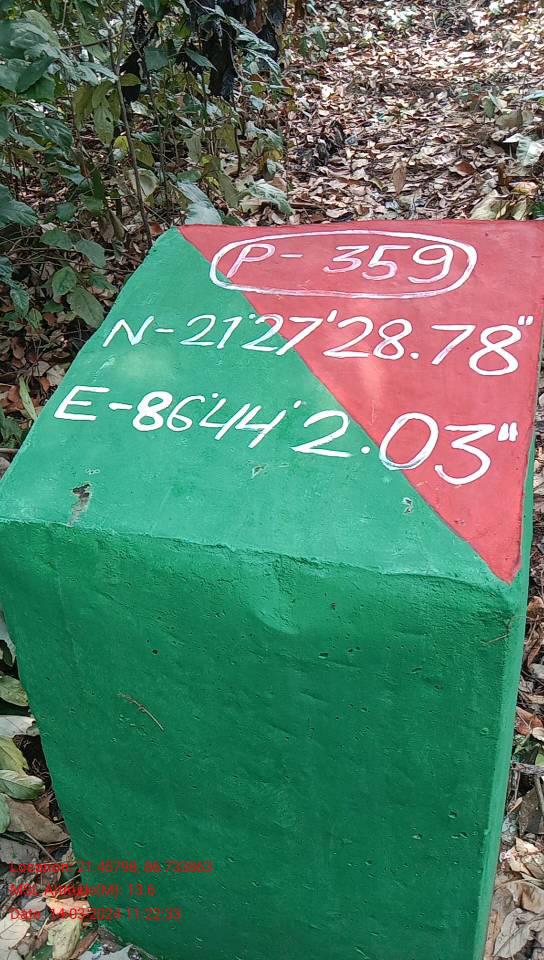 P - 359
N - 21°27'28.78"
E - 86°44'2.03"
Location: 21.45798, 86.733863
MSL Altitude(M): 13.6
Date: 14-03-2024 11:22:33